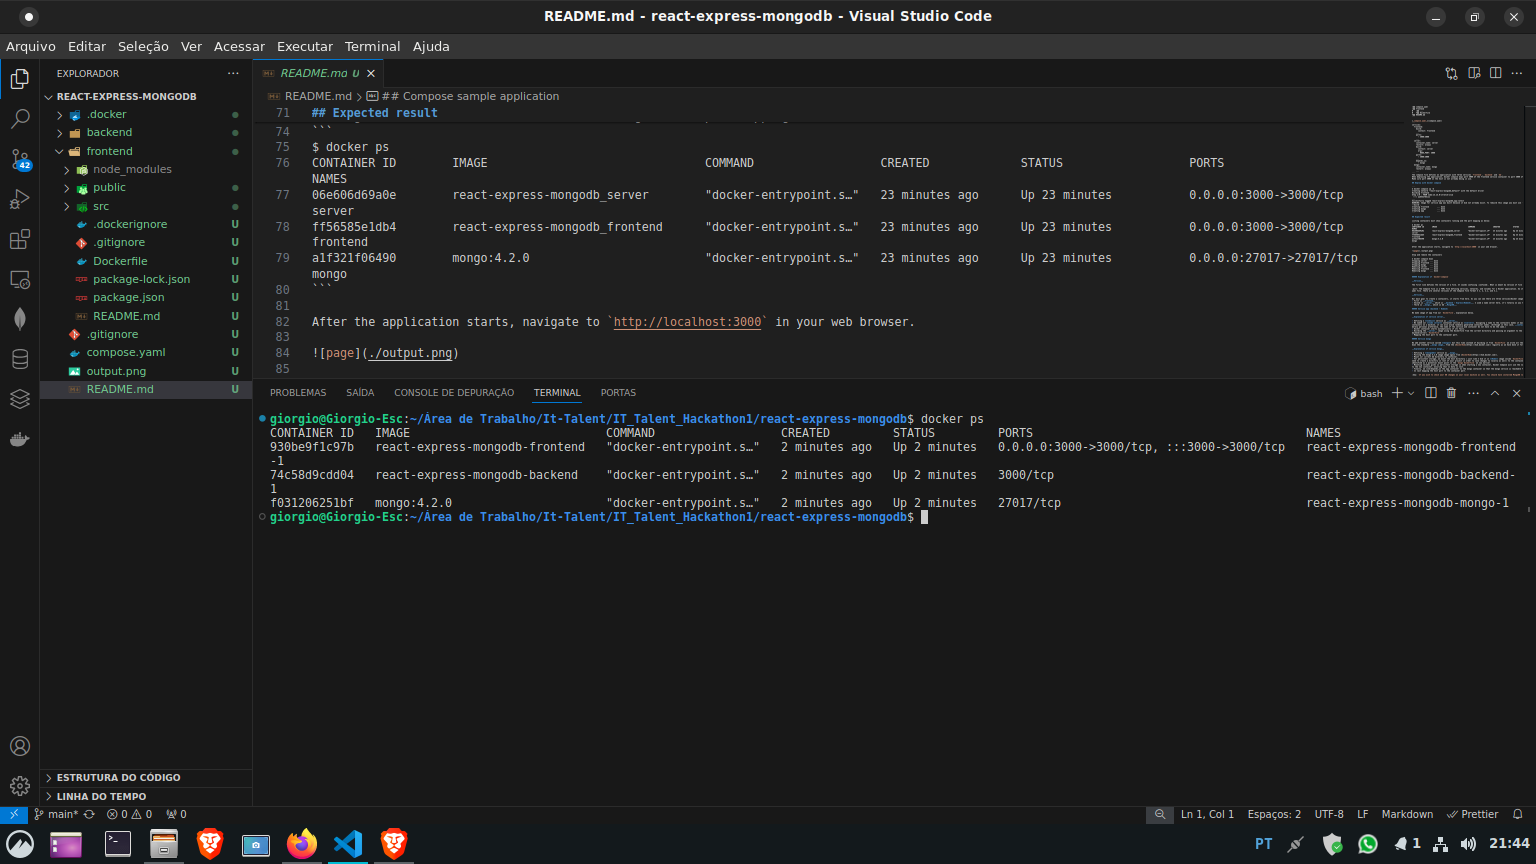 README.md - react-express-mongodb - Visual Studio Code
Arquivo Editar Seleção Ver Acessar Executar Terminal Ajuda
EXPLORADOR
REACT-EXPRESS-MONGODB
.docker
backend
frontend
node_modules
public
src
.dockerignore U
.gitignore U
Dockerfile U
package-lock.json U
package.json U
README.md U
.gitignore U
compose.yaml U
output.png U
README.md U
42
ESTRUTURA DO CÓDIGO
LINHA DO TEMPO
README.md U
README.md > ## Compose sample application
71 ## Expected result
74 ```
75 $ docker ps
76 CONTAINER ID IMAGE COMMAND CREATED STATUS PORTS
NAMES
77 06e606d69a0e react-express-mongodb_server "docker-entrypoint.s…" 23 minutes ago Up 23 minutes 0.0.0.0:3000->3000/tcp
server
78 ff56585e1db4 react-express-mongodb_frontend "docker-entrypoint.s…" 23 minutes ago Up 23 minutes
frontend
79 a1f321f06490 mongo:4.2.0 "docker-entrypoint.s…" 23 minutes ago Up 23 minutes 0.0.0.0:27017->27017/tcp
mongo
80 ```
81
82 After the application starts, navigate to `http://localhost:3000` in your web browser.
83
84 ![page](./output.png)
85
PROBLEMAS SAÍDA CONSOLE DE DEPURAÇÃO TERMINAL PORTAS
bash
giorgio@Giorgio-Esc:~/Área de Trabalho/It-Talent/IT_Talent_Hackathon1/react-express-mongodb$ docker ps
CONTAINER ID IMAGE COMMAND CREATED STATUS PORTS NAMES
930be9f1c97b react-express-mongodb-frontend "docker-entrypoint.s…" 2 minutes ago Up 2 minutes 0.0.0.0:3000->3000/tcp, :::3000->3000/tcp react-express-mongodb-frontend
-1
74c58d9cdd04 react-express-mongodb-backend "docker-entrypoint.s…" 2 minutes ago Up 2 minutes 3000/tcp react-express-mongodb-backend-
1
f031206251bf mongo:4.2.0 "docker-entrypoint.s…" 2 minutes ago Up 2 minutes 27017/tcp react-express-mongodb-mongo-1
giorgio@Giorgio-Esc:~/Área de Trabalho/It-Talent/IT_Talent_Hackathon1/react-express-mongodb$
main* 0 0 0 Ln 1, Col 1 Espaços: 2 UTF-8 LF Markdown Prettier
PT 1 21:44